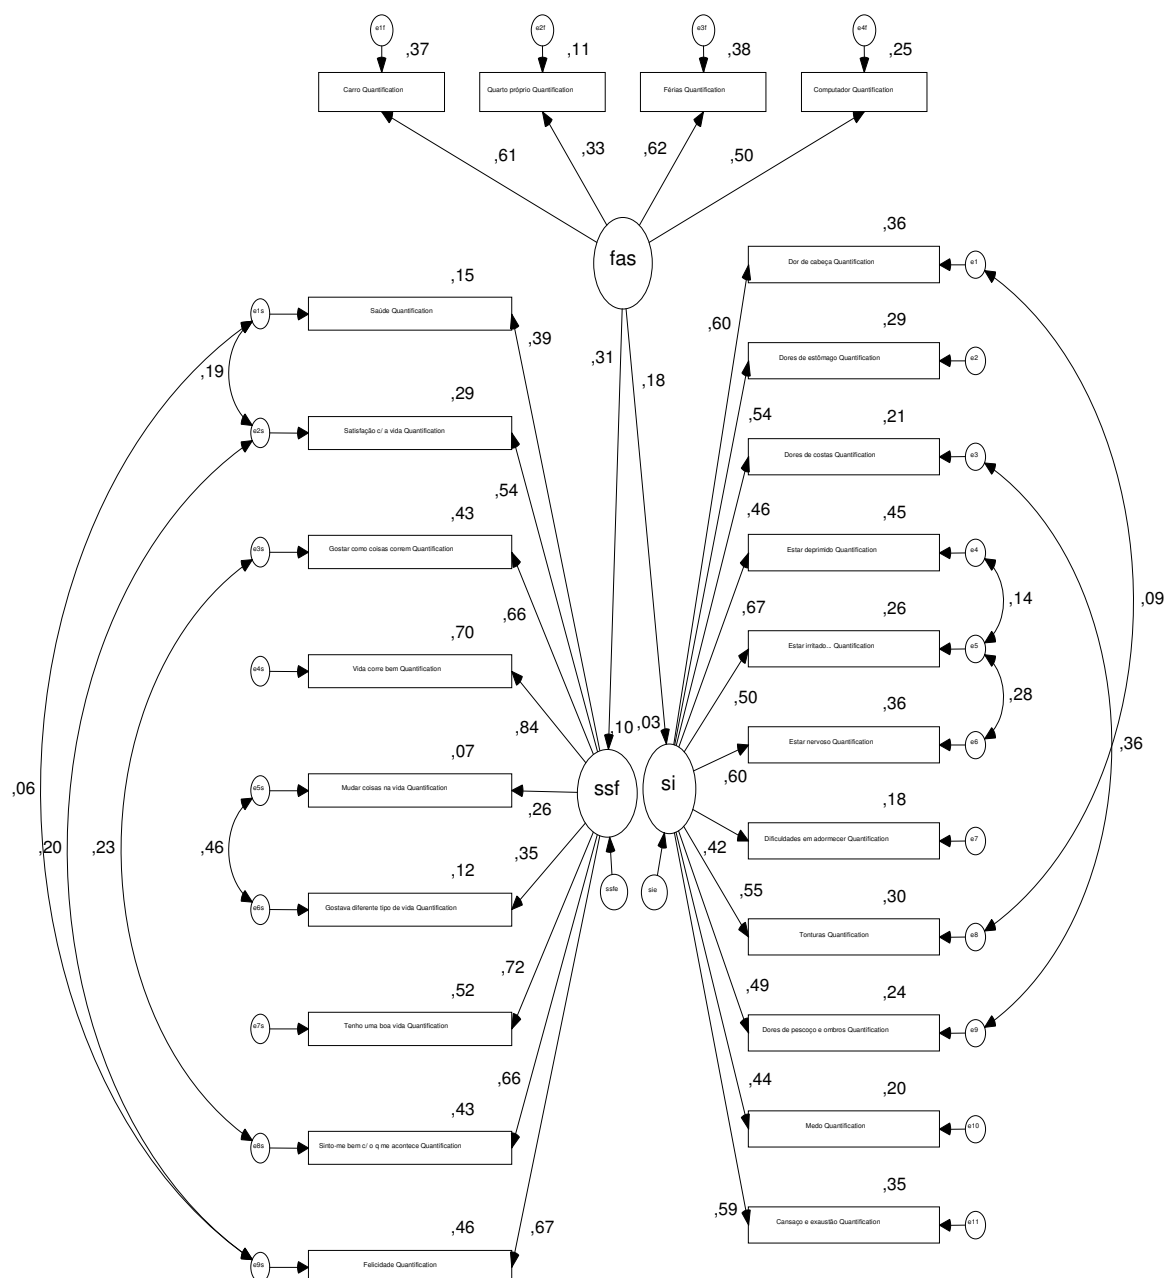 e1f
e2f
e3f
e4f
,37
,11
,38
,25
Carro Quantification
Quarto próprio Quantification
Férias Quantification
Computador Quantification
,61
,33
,62
,50
fas
,31
,18
,15
e1s
Saúde Quantification
,39
,19
,29
e2s
Satisfação c/ a vida Quantification
,54
,43
e3s
Gostar como coisas correm Quantification
,66
,70
e4s
Vida corre bem Quantification
,84
,07
e5s
Mudar coisas na vida Quantification
,26
,46
,12
e6s
Gostava diferente tipo de vida Quantification
,35
,52
e7s
Tenho uma boa vida Quantification
,72
,43
e8s
Sinto-me bem c/ o q me acontece Quantification
,66
,46
e9s
Felicidade Quantification
,67
,06
,20
,23
,10
ssf
ssfe
,03
si
sie
,36
Dor de cabeça Quantification
e1
,60
,29
Dores de estômago Quantification
e2
,54
,21
Dores de costas Quantification
e3
,46
,45
Estar deprimido Quantification
e4
,67
,14
,26
Estar irritado... Quantification
e5
,50
,28
,36
Estar nervoso Quantification
e6
,60
,18
Dificuldades em adormecer Quantification
e7
,42
,30
Tonturas Quantification
e8
,55
,24
Dores de pescoço e ombros Quantification
e9
,49
,20
Medo Quantification
e10
,44
,35
Cansaço e exaustão Quantification
e11
,59
,09
,36